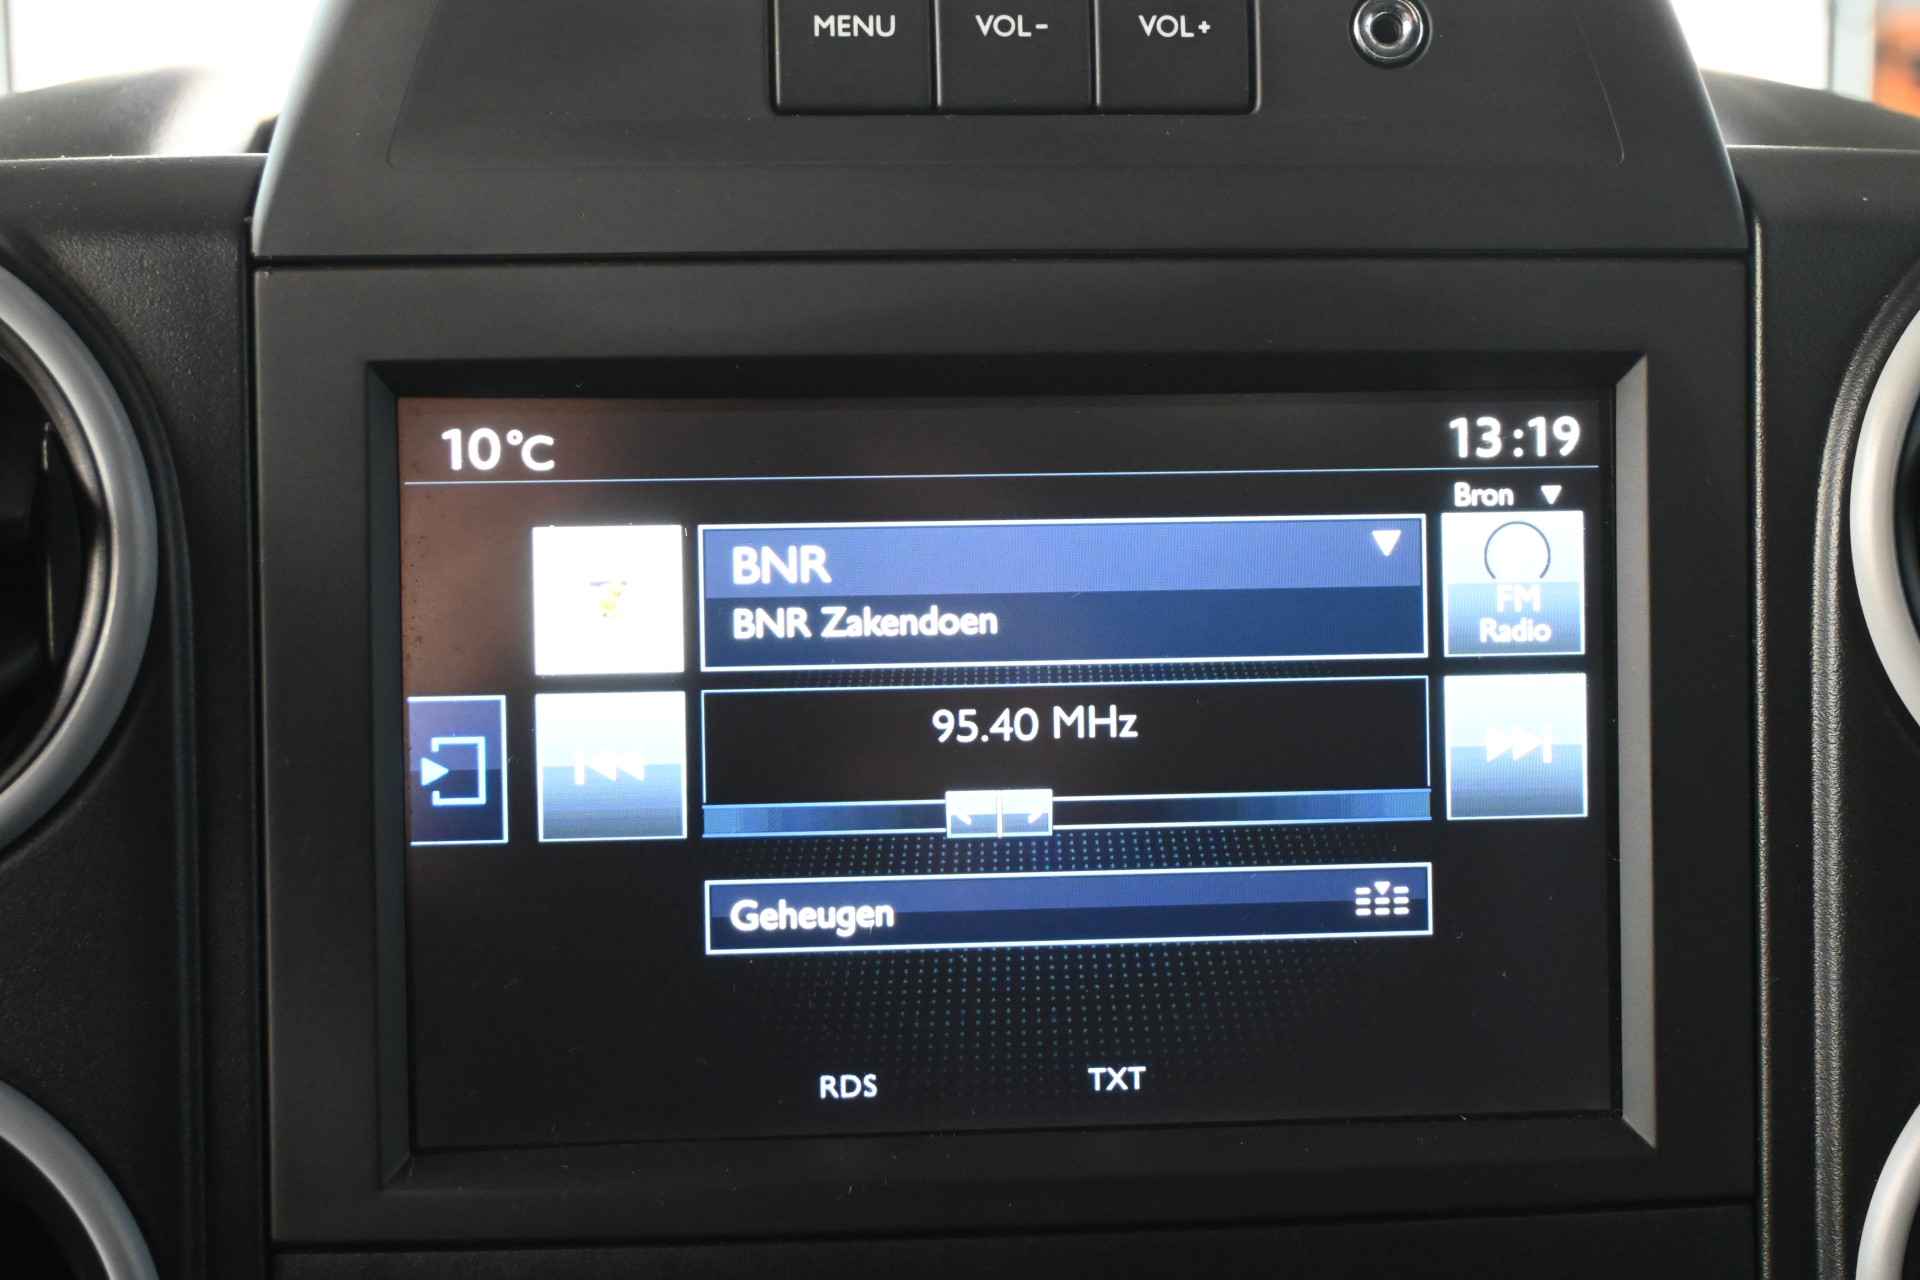 MENU VOL- VOL+
10°C 13:19
Bron
BNR
BNR Zakendoen
FM
Radio
95.40 MHz
Geheugen
RDS TXT